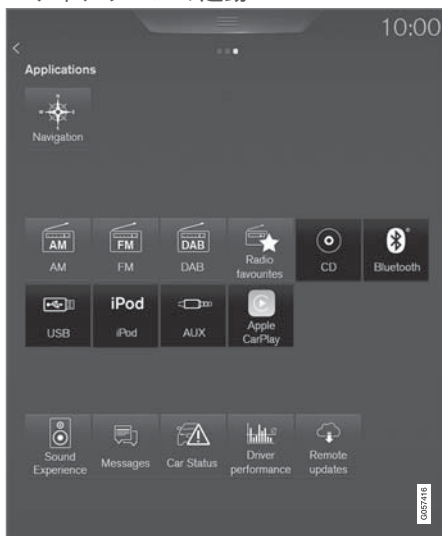 10:00
Applications
Navigation
AM FM DAB
AM FM DAB Radio favourites CD Bluetooth
iPod
USB iPod AUX Apple CarPlay
Sound Experience Messages Car Status Driver performance Remote updates
G057416